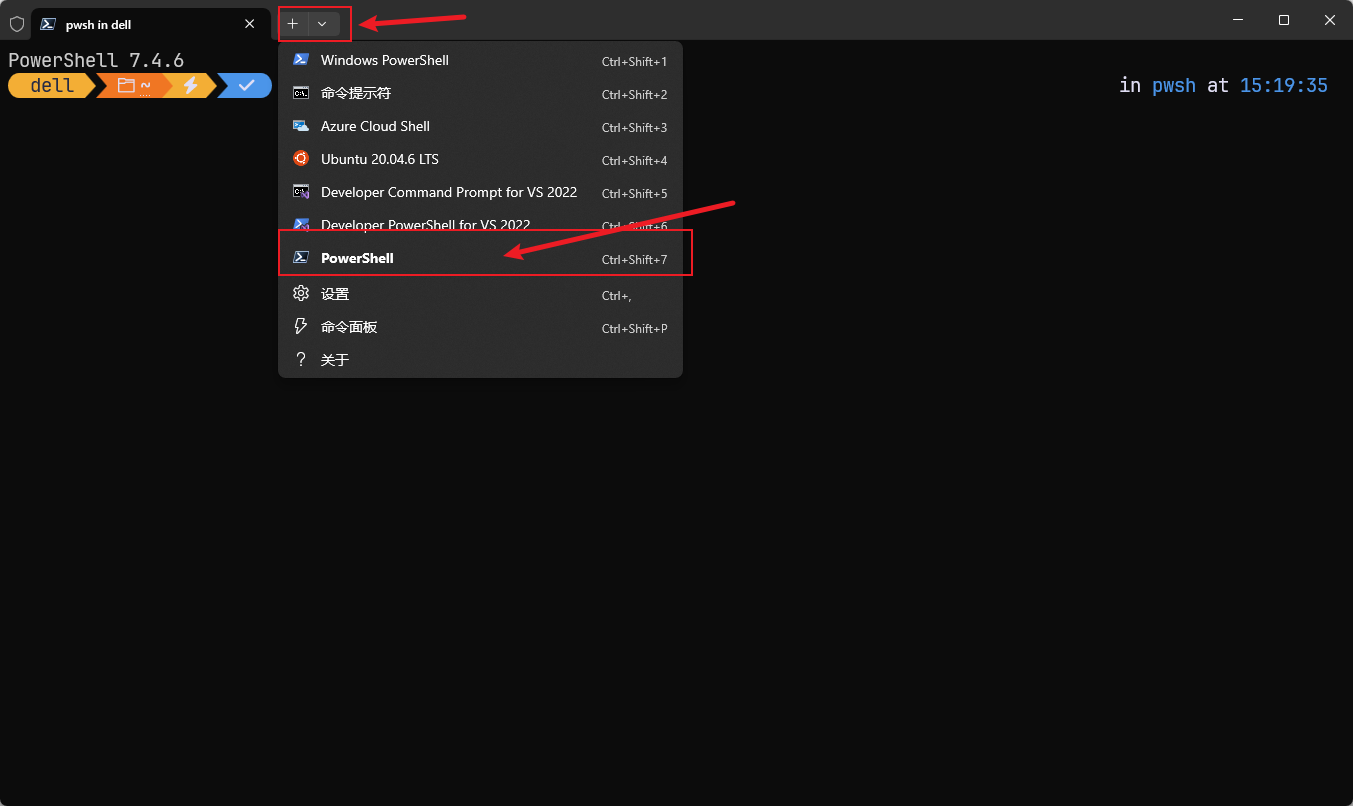 pwsh in dell
PowerShell 7.4.6
dell ~ in pwsh at 15:19:35
Windows PowerShell Ctrl+Shift+1
命令提示符 Ctrl+Shift+2
Azure Cloud Shell Ctrl+Shift+3
Ubuntu 20.04.6 LTS Ctrl+Shift+4
Developer Command Prompt for VS 2022 Ctrl+Shift+5
Developer PowerShell for VS 2022 Ctrl+Shift+6
PowerShell Ctrl+Shift+7
设置 Ctrl+,
命令面板 Ctrl+Shift+P
关于